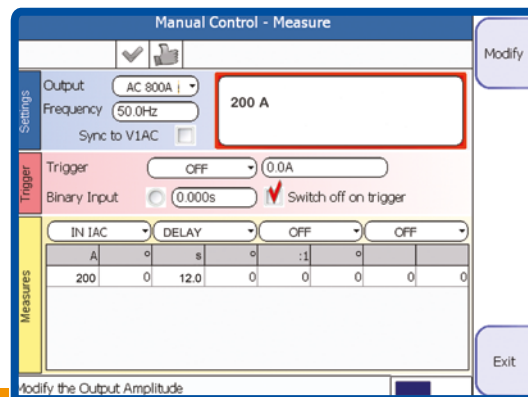 Manual Control - Measure
Modify
Settings
Output AC 800A
200 A
Frequency 50.0Hz
Sync to V1AC
Trigger
Trigger OFF 0.0A
Binary Input 0.000s Switch off on trigger
Measures
IN IAC DELAY OFF OFF
A ° s ° :1 °
200 0 12.0 0 0 0 0 0
Exit
Modify the Output Amplitude